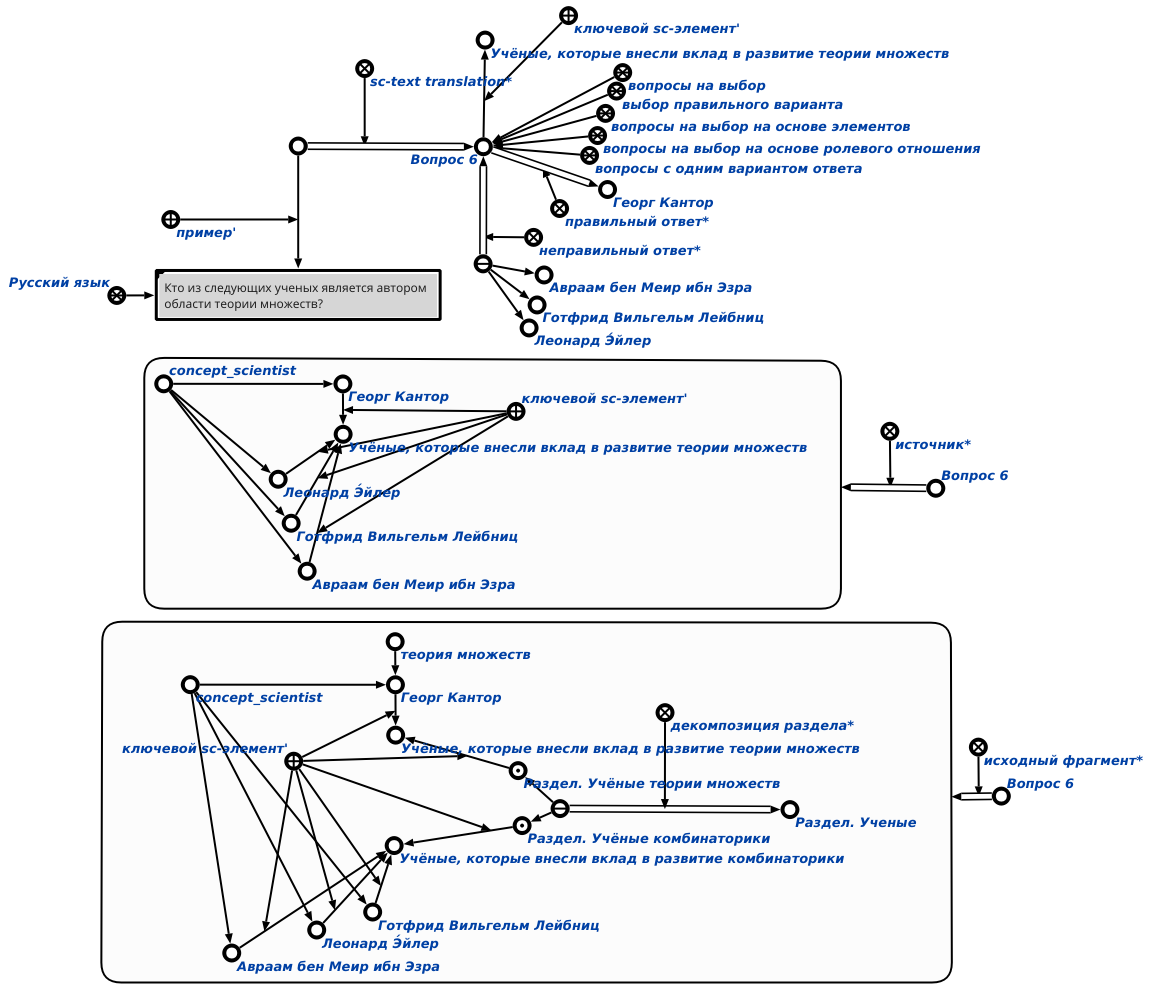 ключевой sc-элемент'
Учёные, которые внесли вклад в развитие теории множеств
sc-text translation*
вопросы на выбор
выбор правильного варианта
вопросы на выбор на основе элементов
вопросы на выбор на основе ролевого отношения
Вопрос 6
вопросы с одним вариантом ответа
Георг Кантор
правильный ответ*
пример'
неправильный ответ*
Русский язык
Кто из следующих ученых является автором
области теории множеств?
Авраам бен Меир ибн Эзра
Готфрид Вильгельм Лейбниц
Леонард Э́йлер
concept_scientist
Георг Кантор
ключевой sc-элемент'
Учёные, которые внесли вклад в развитие теории множеств
источник*
Вопрос 6
Леонард Э́йлер
Готфрид Вильгельм Лейбниц
Авраам бен Меир ибн Эзра
теория множеств
concept_scientist
Георг Кантор
декомпозиция раздела*
ключевой sc-элемент'
Учёные, которые внесли вклад в развитие теории множеств
исходный фрагмент*
Раздел. Учёные теории множеств
Вопрос 6
Раздел. Ученые
Раздел. Учёные комбинаторики
Учёные, которые внесли вклад в развитие комбинаторики
Готфрид Вильгельм Лейбниц
Леонард Э́йлер
Авраам бен Меир ибн Эзра